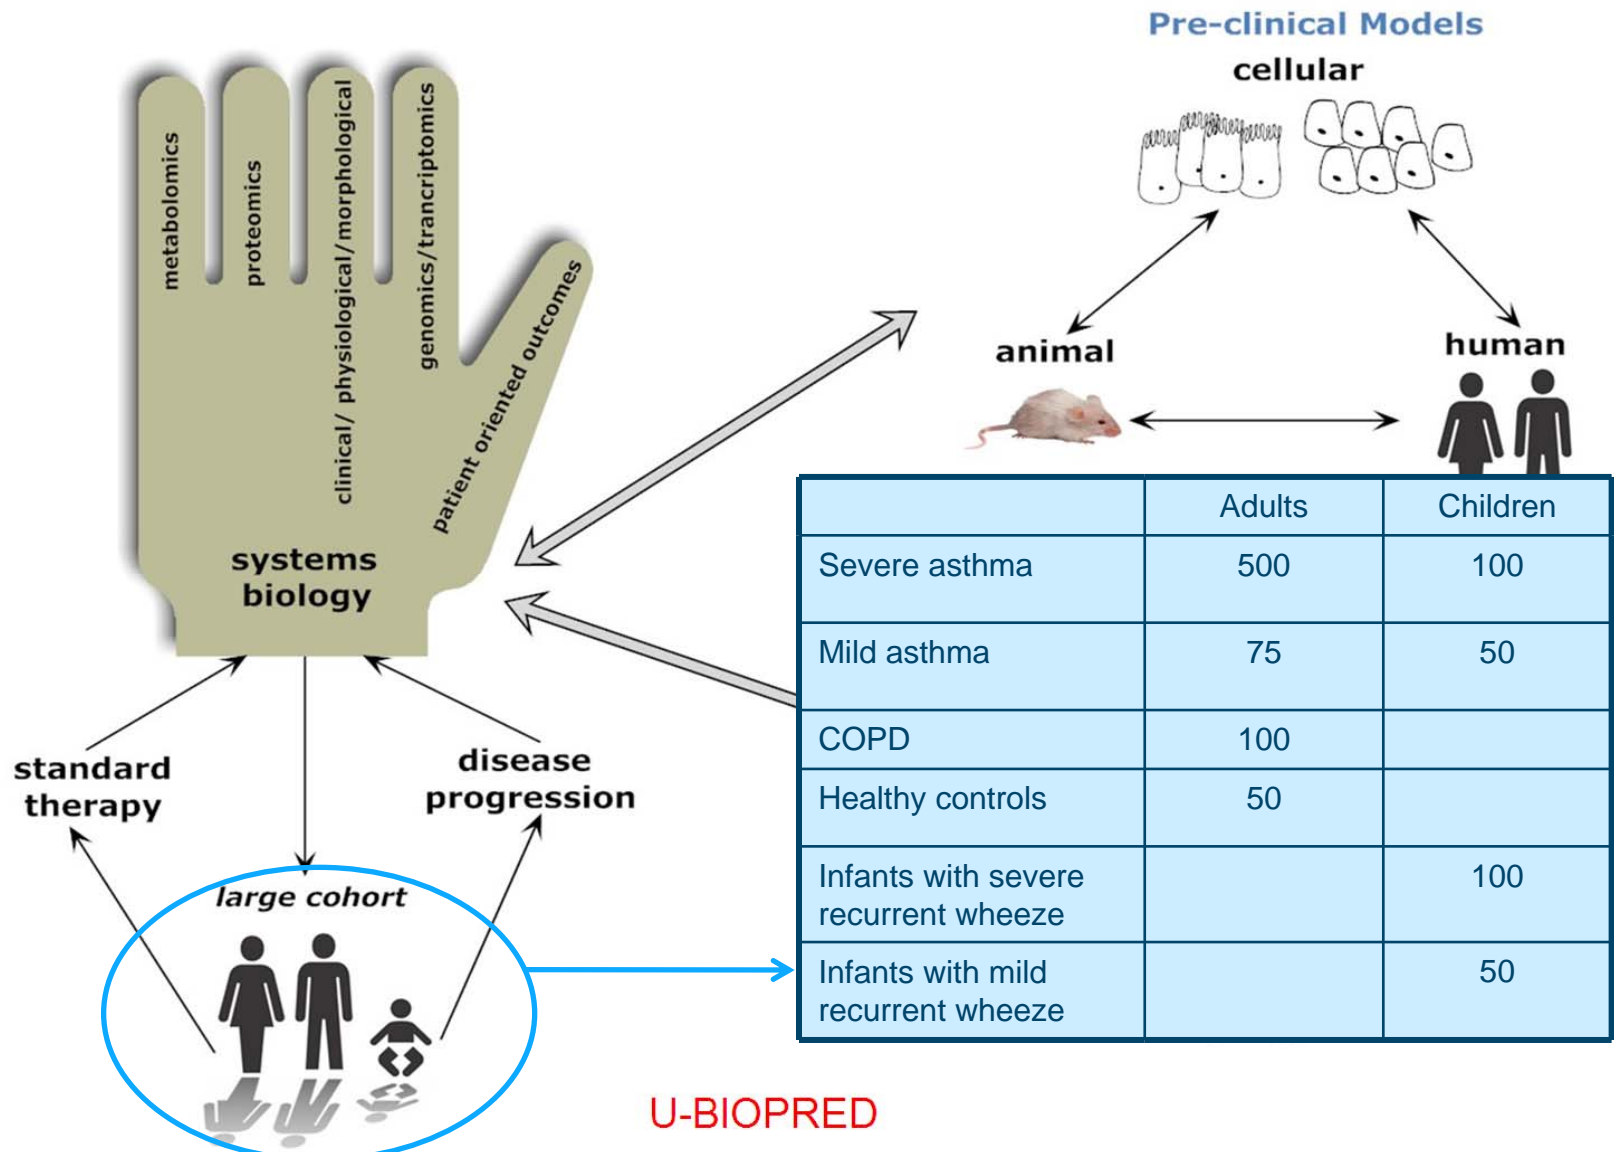 Pre-clinical Models
cellular
animal
human
metabolomics
proteomics
clinical/ physiological/morphological
genomics/trancriptomics
patient oriented outcomes
systems
biology
standard
therapy
disease
progression
large cohort
Adults Children
Severe asthma 500 100
Mild asthma 75 50
COPD 100
Healthy controls 50
Infants with severe
recurrent wheeze 100
Infants with mild
recurrent wheeze 50
U-BIOPRED